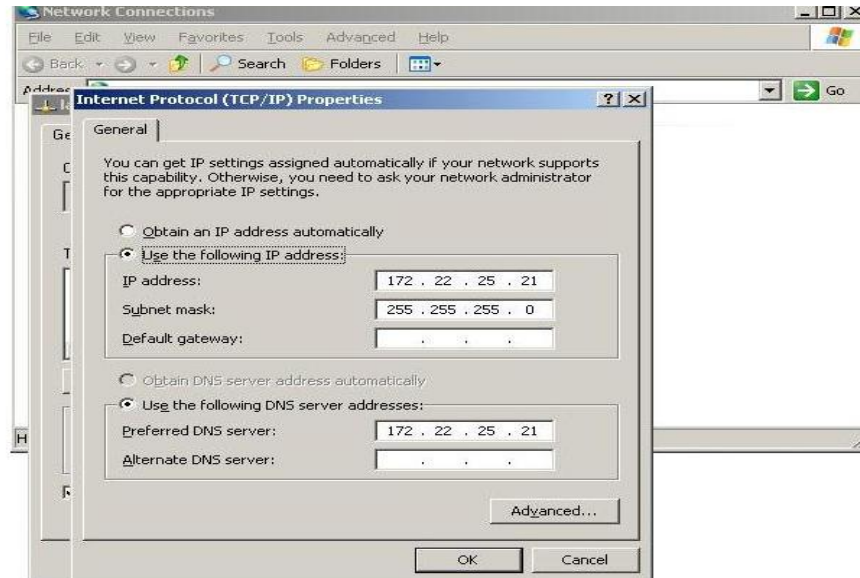 Network Connections
File Edit View Favorites Tools Advanced Help
Back Search Folders
Address Go
Internet Protocol (TCP/IP) Properties
General
You can get IP settings assigned automatically if your network supports
this capability. Otherwise, you need to ask your network administrator
for the appropriate IP settings.
Obtain an IP address automatically
Use the following IP address:
IP address: 172 . 22 . 25 . 21
Subnet mask: 255 . 255 . 255 . 0
Default gateway: . . .
Obtain DNS server address automatically
Use the following DNS server addresses:
Preferred DNS server: 172 . 22 . 25 . 21
Alternate DNS server: . . .
Advanced...
OK Cancel